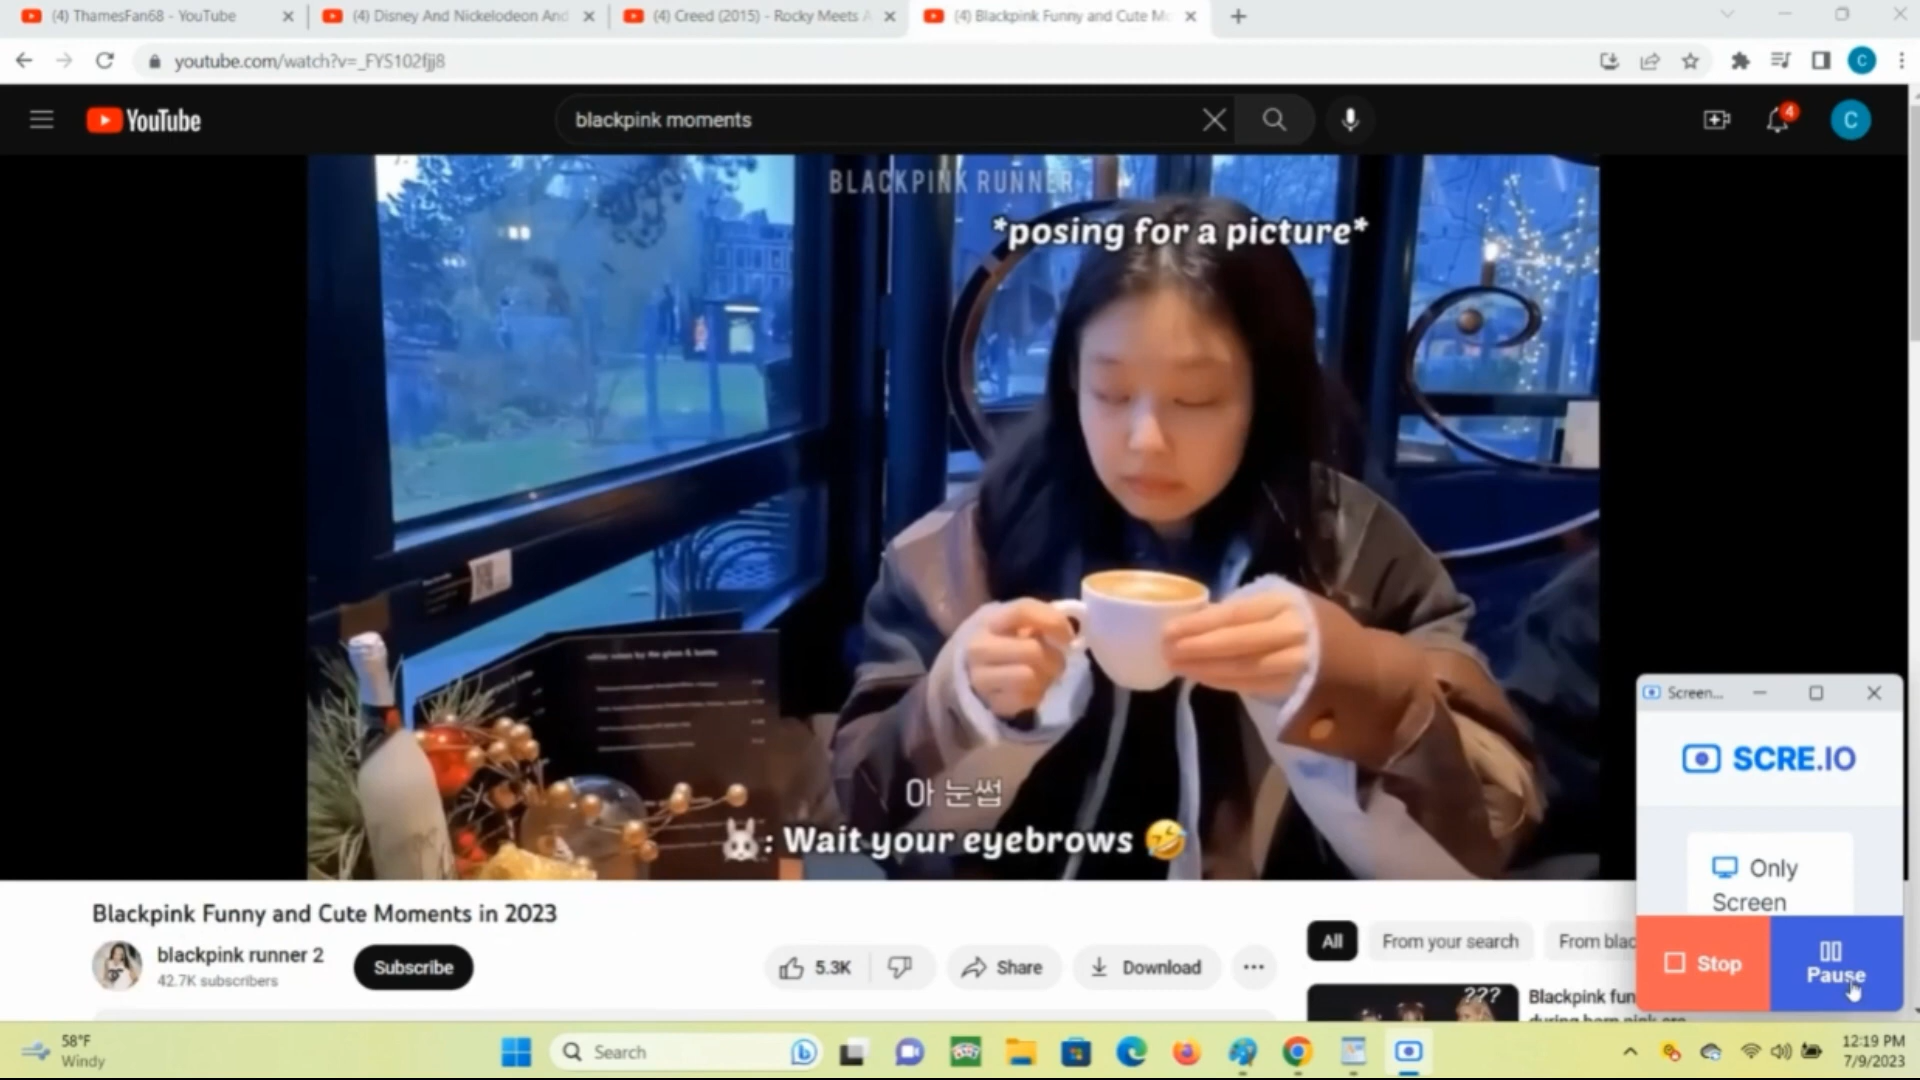 (4) ThamesFan68 - YouTube
(4) Disney And Nickelodeon And
(4) Creed (2015) - Rocky Meets A
(4) Blackpink Funny and Cute Mo
youtube.com/watch?v=_FYS102fjj8
C
YouTube
blackpink moments
4
C
BLACKPINK RUNNER
*posing for a picture*
아 눈썹
: Wait your eyebrows
Screen...
SCRE.IO
Only
Screen
Stop
Pause
Blackpink Funny and Cute Moments in 2023
blackpink runner 2
42.7K subscribers
Subscribe
5.3K
Share
Download
All
From your search
From blac
???
Blackpink fun
58°F
Windy
Search
12:19 PM
7/9/2023